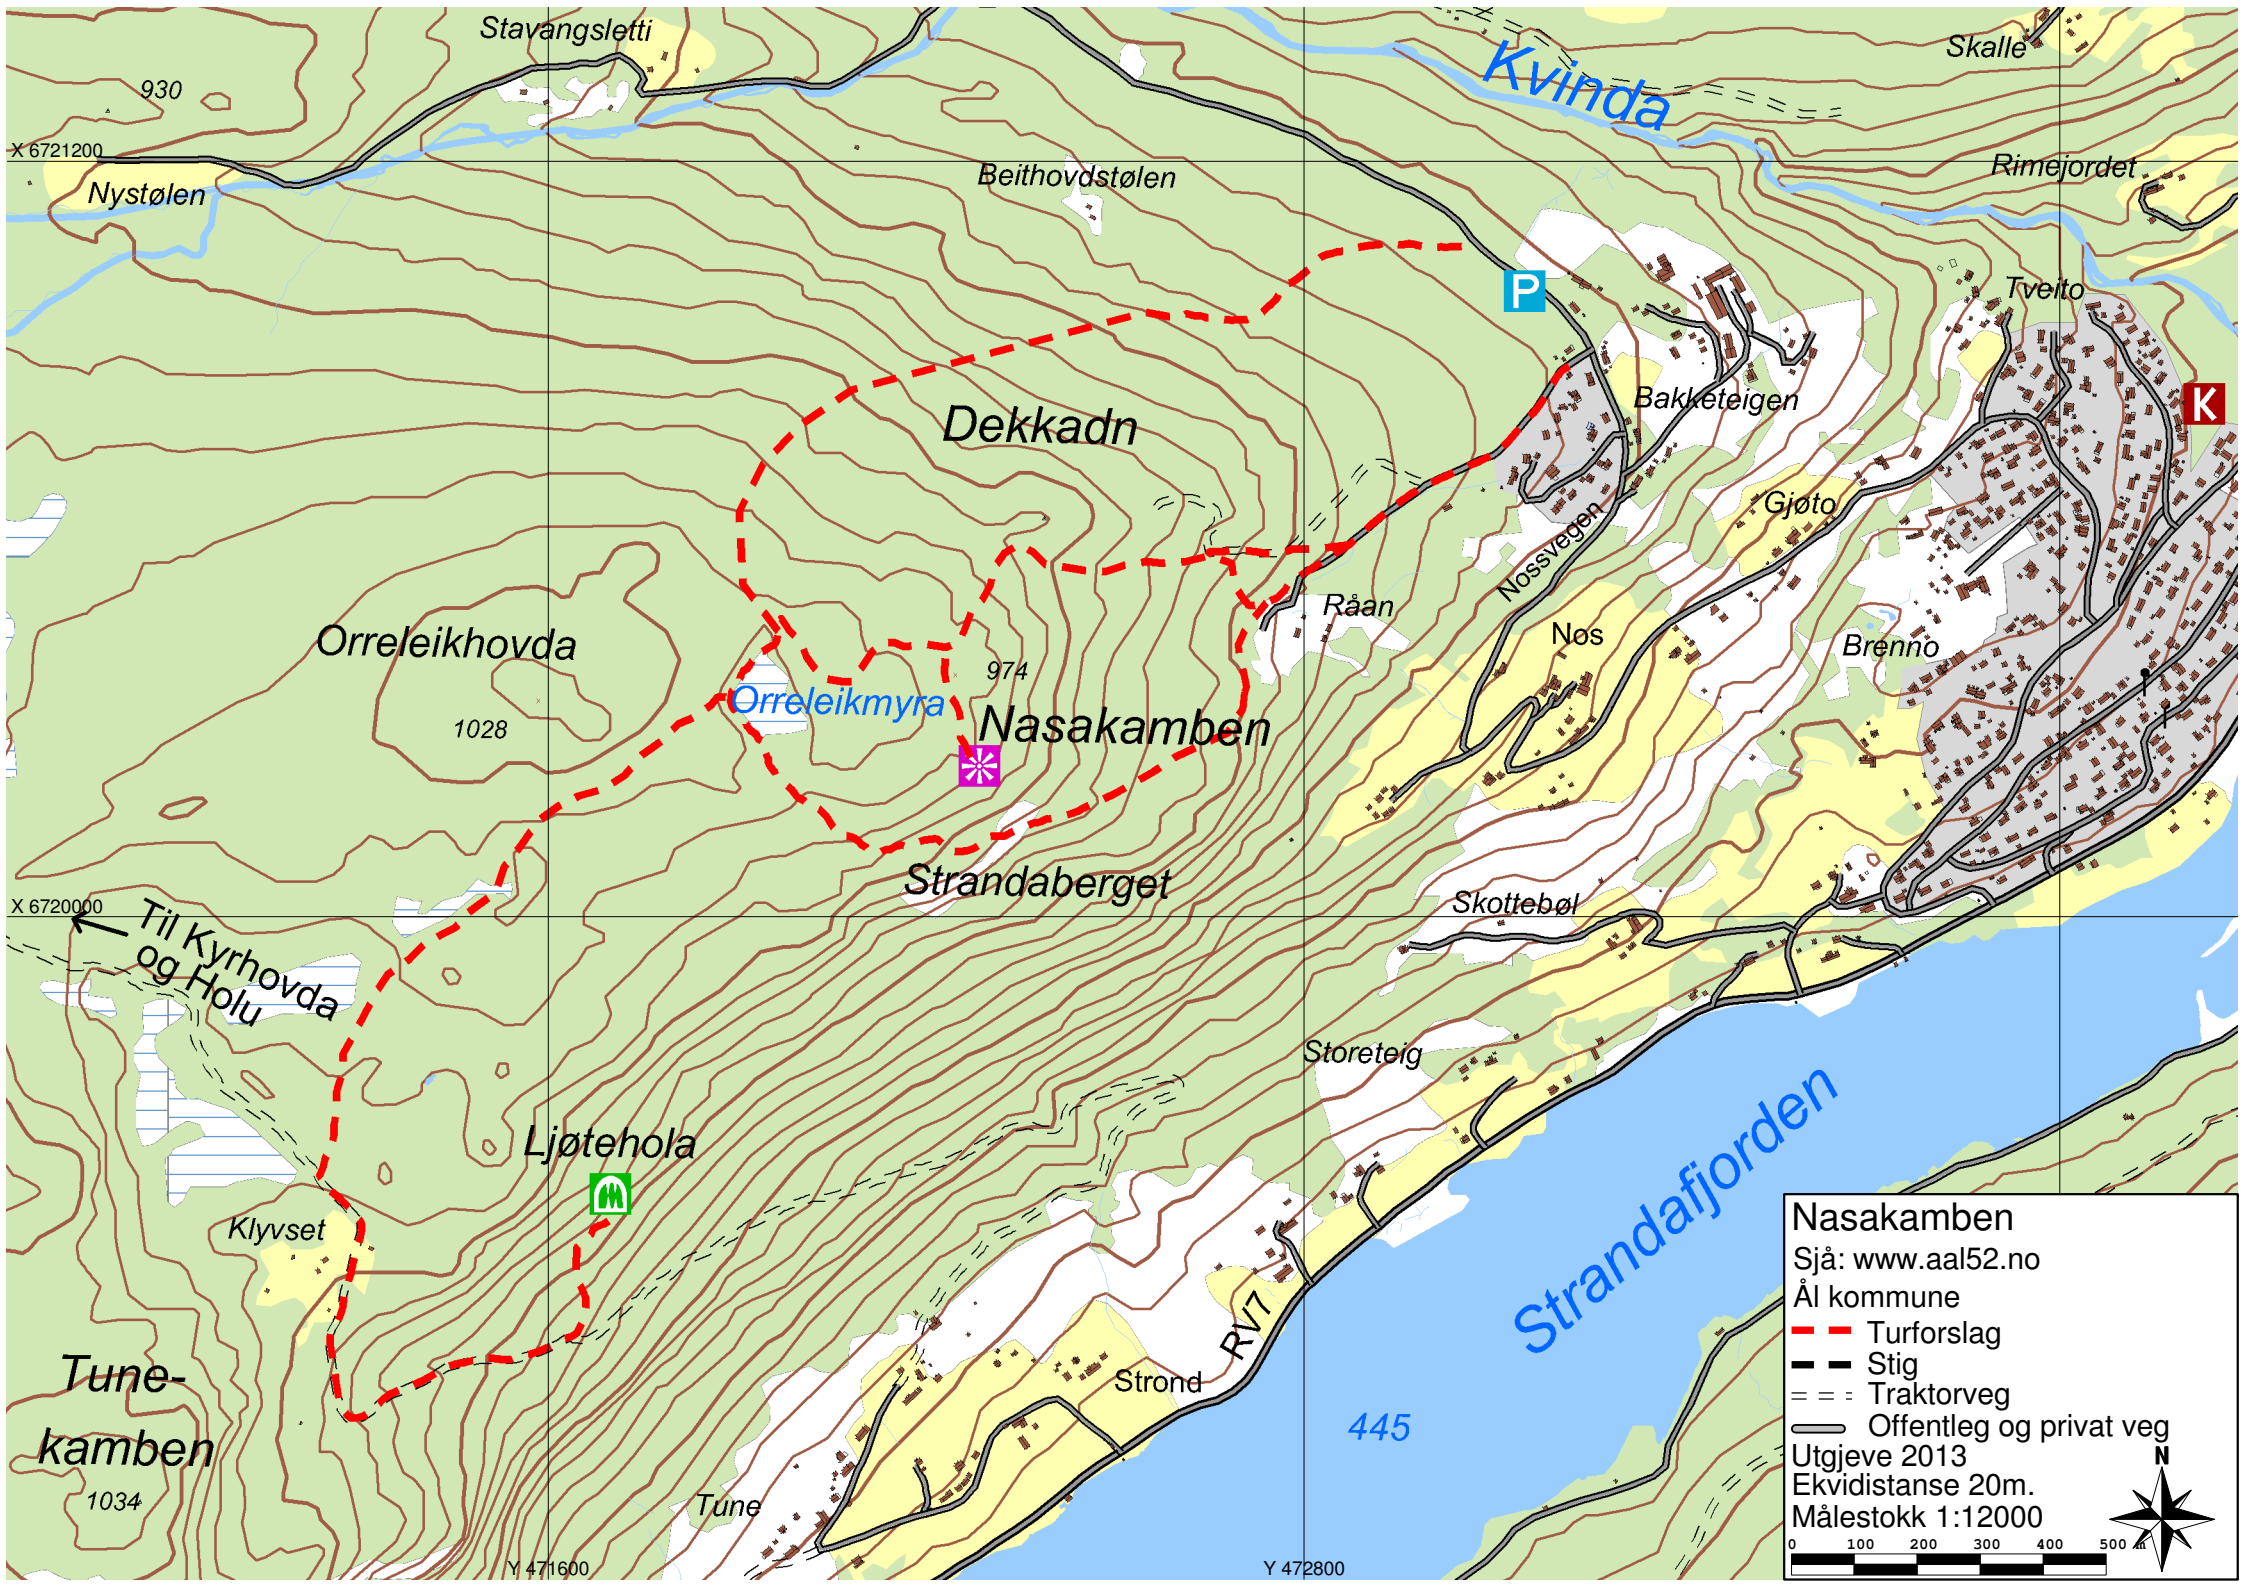 Stavangsletti
Kvinda
Skalle
930
X 6721200
Nystølen
Beithovdstølen
Rimejordet
P
Tveito
Dekkadn
Bakketeigen
K
Gjøto
Nossvegen
Råan
Nos
Brenno
Orreleikhovda
1028
974
Orreleikmyra
Nasakamben
Strandaberget
Skottebøl
X 6720000
Til Kyrhovda
og Holu
Storeteig
Ljøtehola
Strandafjorden
Klyvset
RV7
Strond
445
Tune-
kamben
1034
Tune
Y 471600
Y 472800
Nasakamben
Sjå: www.aal52.no
Ål kommune
Turforslag
Stig
Traktorveg
Offentleg og privat veg
Utgjeve 2013
Ekvidistanse 20m.
Målestokk 1:12000
N
0 100 200 300 400 500 m